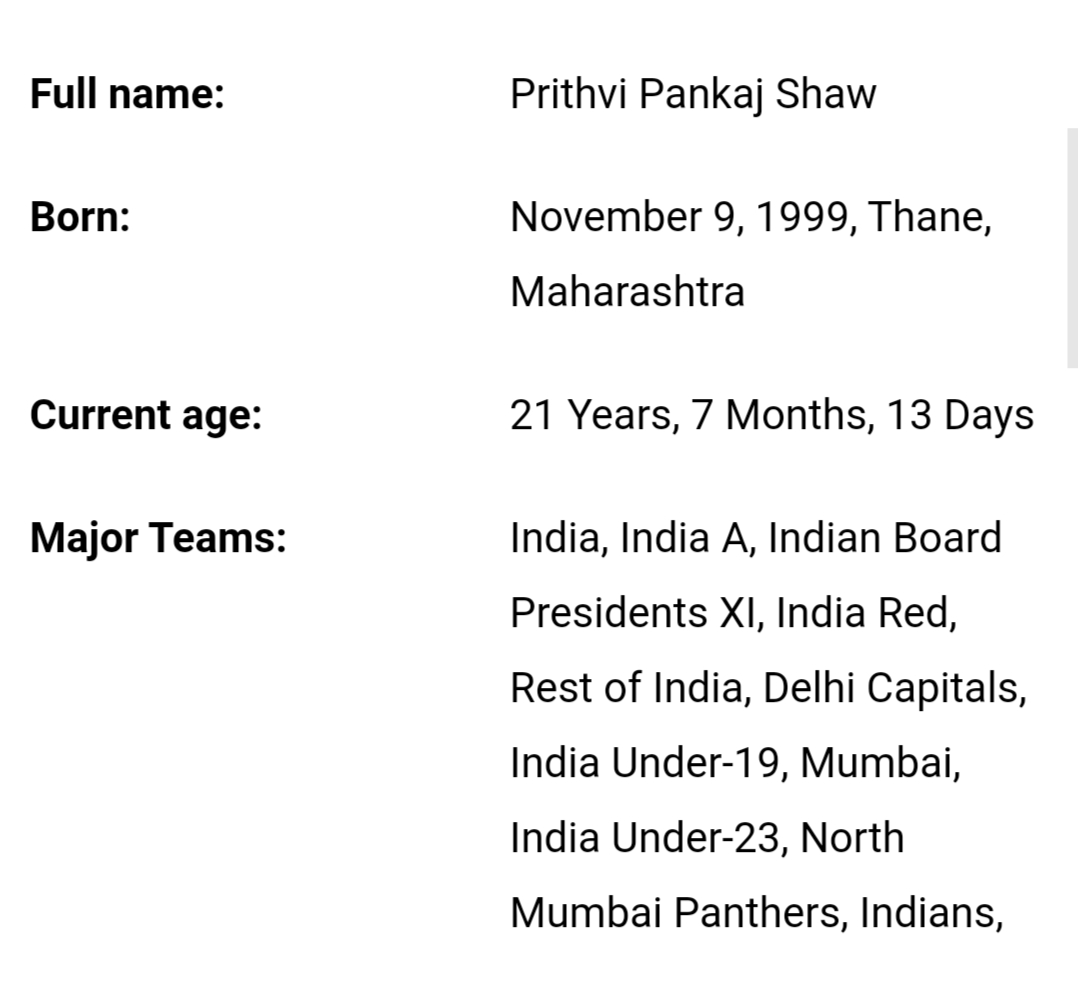 Full name: Prithvi Pankaj Shaw
Born: November 9, 1999, Thane,
Maharashtra
Current age: 21 Years, 7 Months, 13 Days
Major Teams: India, India A, Indian Board
Presidents XI, India Red,
Rest of India, Delhi Capitals,
India Under-19, Mumbai,
India Under-23, North
Mumbai Panthers, Indians,